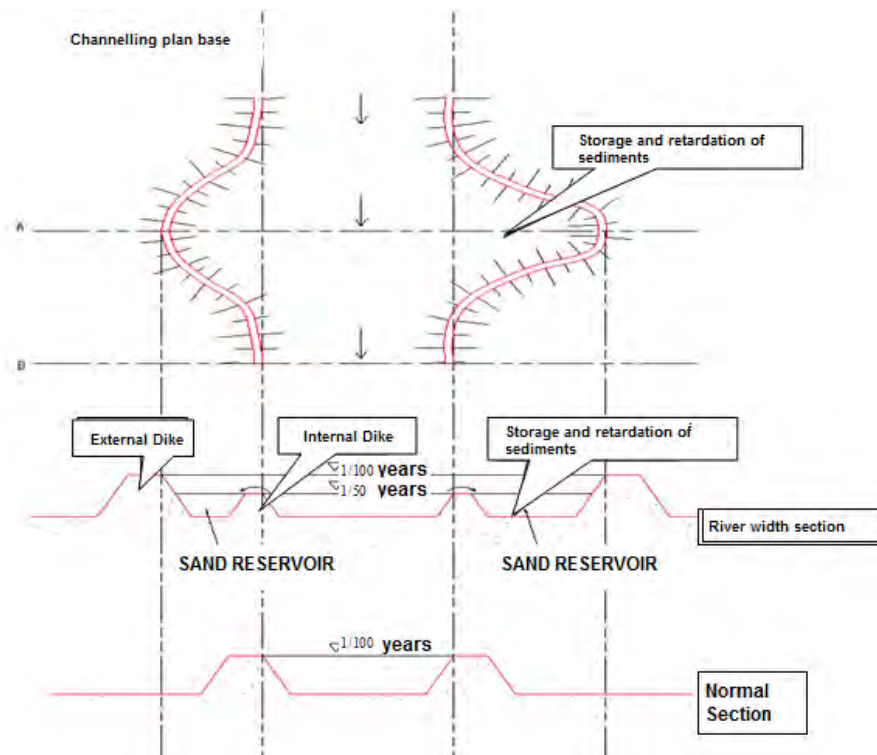 Channelling plan base
Storage and retardation of
sediments
A
B
External Dike
Internal Dike
Storage and retardation of
sediments
1/100 years
1/50 years
River width section
SAND RESERVOIR
SAND RESERVOIR
1/100 years
Normal
Section